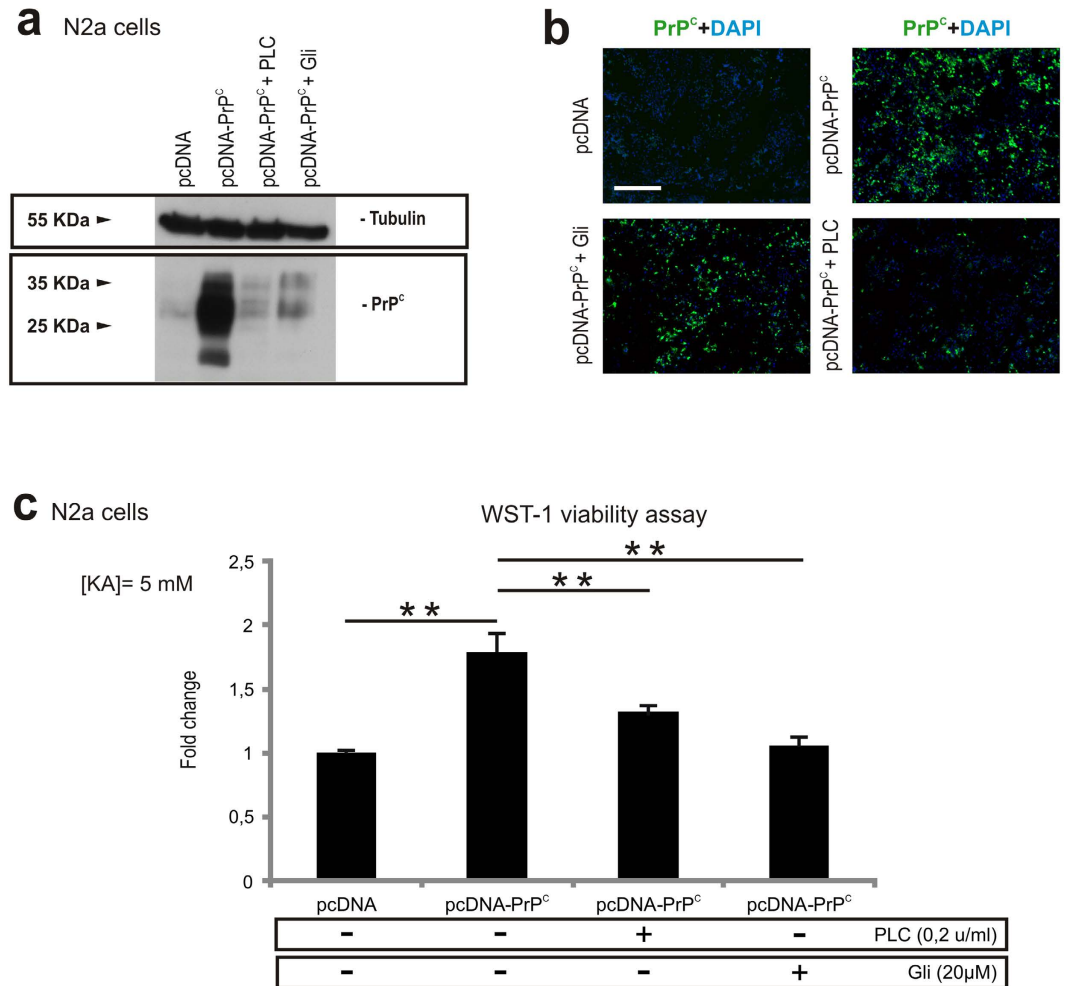 a N2a cells
pcDNA
pcDNA-PrPᶜ
pcDNA-PrPᶜ + PLC
pcDNA-PrPᶜ + Gli
55 KDa ►
- Tubulin
35 KDa ►
- PrPᶜ
25 KDa ►
b
PrPᶜ+DAPI
PrPᶜ+DAPI
pcDNA
pcDNA-PrPᶜ
pcDNA-PrPᶜ + Gli
pcDNA-PrPᶜ + PLC
c N2a cells
WST-1 viability assay
[KA]= 5 mM
Fold change
2,5
2
1,5
1
0,5
0
* *
* *
* *
pcDNA pcDNA-PrPᶜ pcDNA-PrPᶜ pcDNA-PrPᶜ
- - + - PLC (0,2 u/ml)
- - - + Gli (20µM)